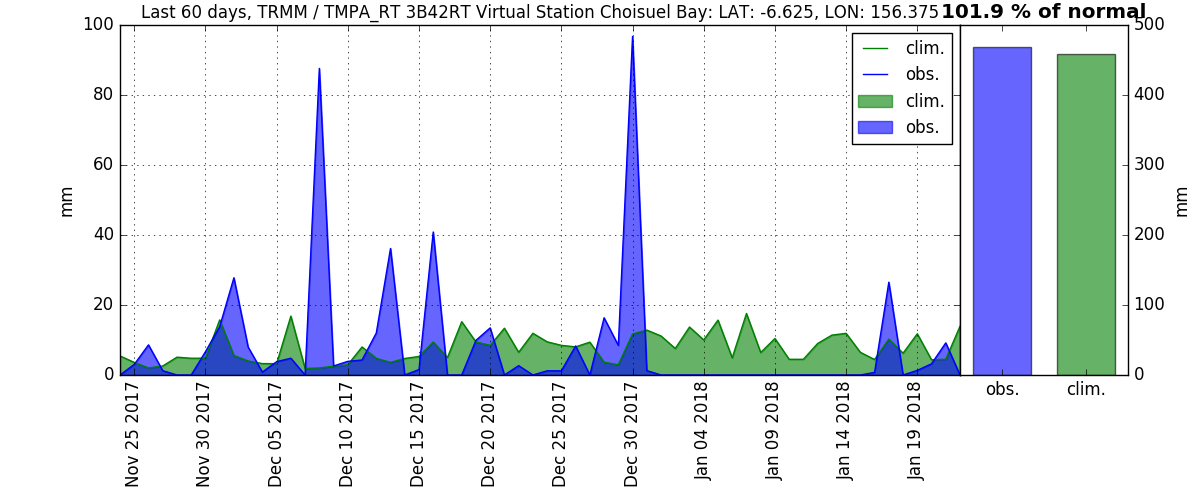 Last 60 days, TRMM / TMPA_RT 3B42RT Virtual Station Choisuel Bay: LAT: -6.625, LON: 156.375
101.9 % of normal
100
80
60
40
20
0
mm
clim.
obs.
clim.
obs.
500
400
300
200
100
0
mm
obs.
clim.
Nov 25 2017
Nov 30 2017
Dec 05 2017
Dec 10 2017
Dec 15 2017
Dec 20 2017
Dec 25 2017
Dec 30 2017
Jan 04 2018
Jan 09 2018
Jan 14 2018
Jan 19 2018